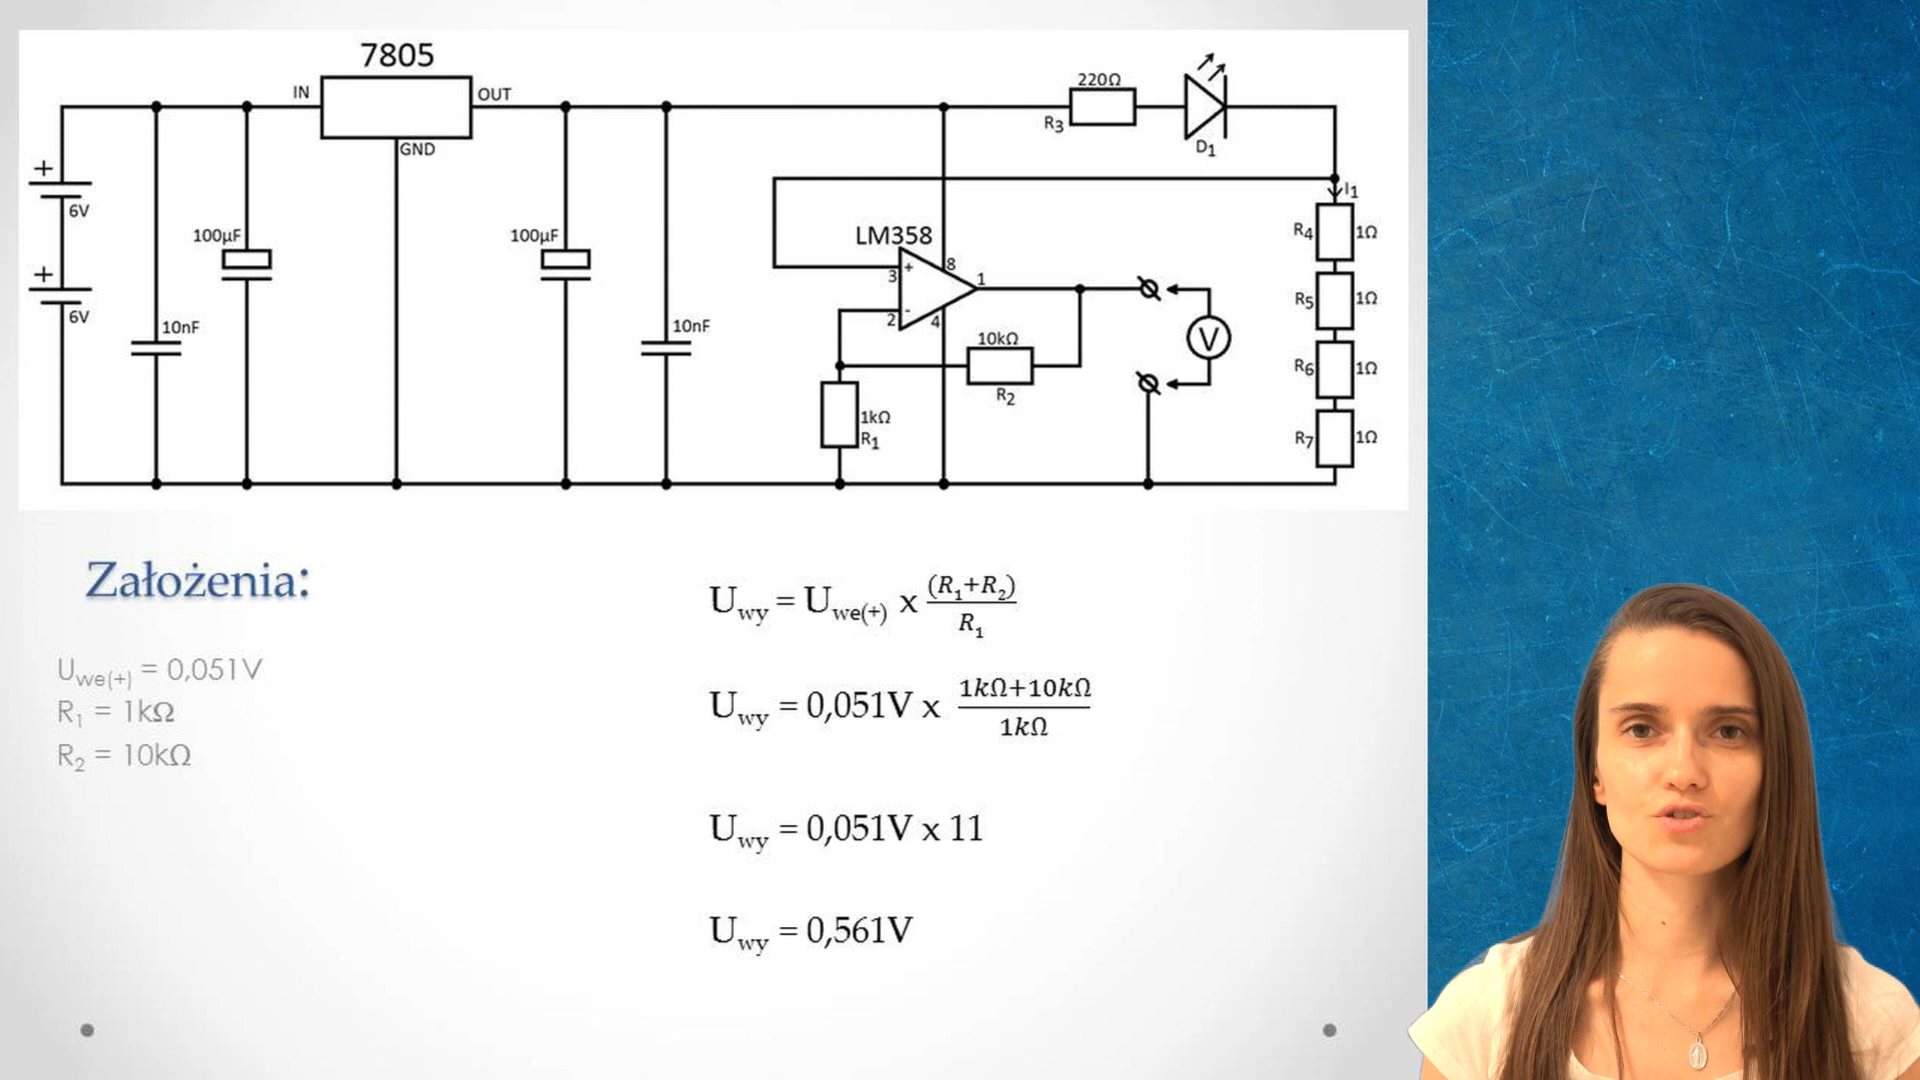 7805
IN
OUT
GND
220Ω
R3
D1
+
6V
+
6V
100µF
10nF
100µF
10nF
LM358
3
+
8
1
2
-
4
10kΩ
R2
1kΩ
R1
V
I1
R4 1Ω
R5 1Ω
R6 1Ω
R7 1Ω
Założenia:
Uwe(+) = 0,051V
R1 = 1kΩ
R2 = 10kΩ
Uwy = Uwe(+) x (R1+R2)
R1
Uwy = 0,051V x 1kΩ+10kΩ
1kΩ
Uwy = 0,051V x 11
Uwy = 0,561V